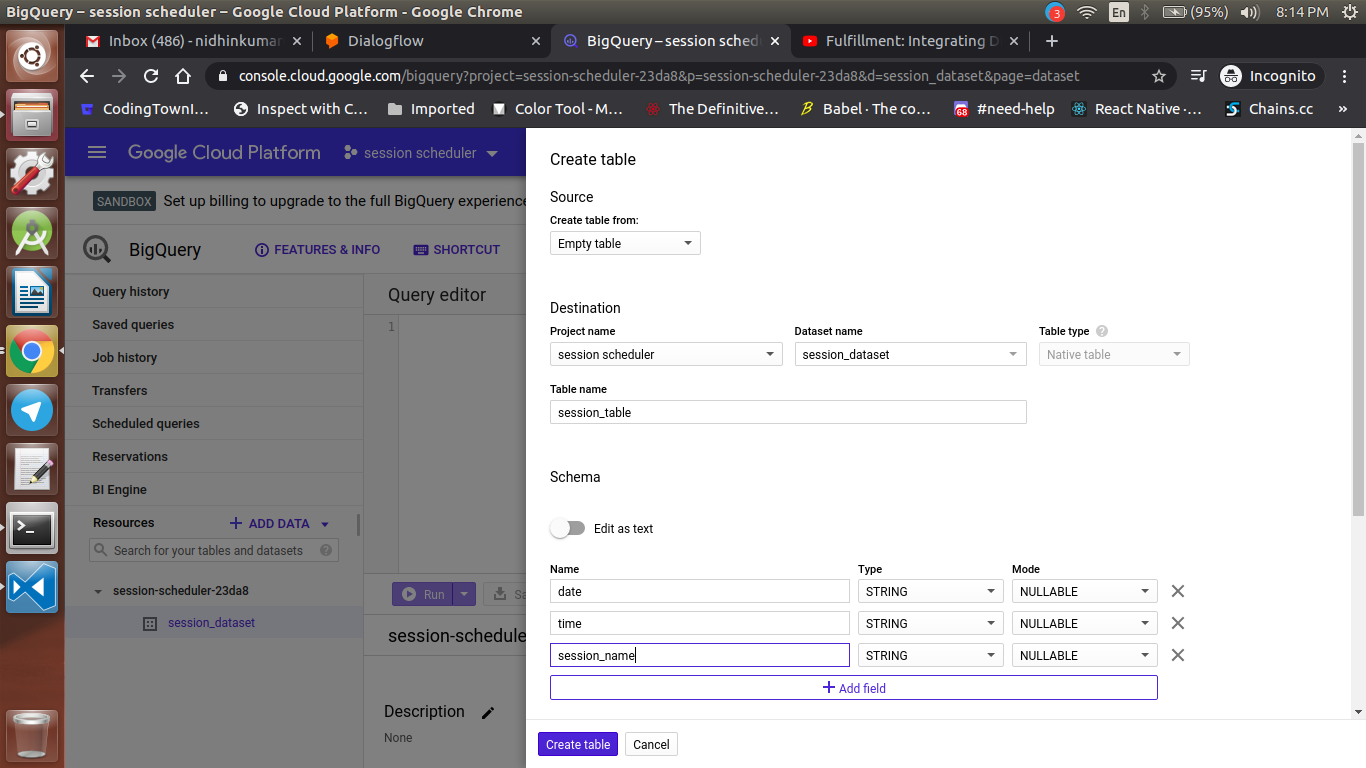 BigQuery – session scheduler – Google Cloud Platform - Google Chrome
3 En (95%) 8:14 PM
Inbox (486) - nidhinkumar
Dialogflow
BigQuery – session sched
Fulfillment: Integrating D
console.cloud.google.com/bigquery?project=session-scheduler-23da8&p=session-scheduler-23da8&d=session_dataset&page=dataset
Incognito
CodingTownI... Inspect with C... Imported Color Tool - M... The Definitive... Babel · The co... 68 #need-help React Native ·... Chains.cc »
Google Cloud Platform
session scheduler
SANDBOX Set up billing to upgrade to the full BigQuery experience
BigQuery
FEATURES & INFO
SHORTCUT
Query history
Saved queries
Job history
Transfers
Scheduled queries
Reservations
BI Engine
Resources
ADD DATA
Search for your tables and datasets
session-scheduler-23da8
session_dataset
Query editor
1
Run
Sa
session-schedule
Description
None
Create table
Source
Create table from:
Empty table
Destination
Project name Dataset name Table type ?
session scheduler session_dataset Native table
Table name
session_table
Schema
Edit as text
Name Type Mode
date STRING NULLABLE
time STRING NULLABLE
session_name STRING NULLABLE
+ Add field
Create table Cancel